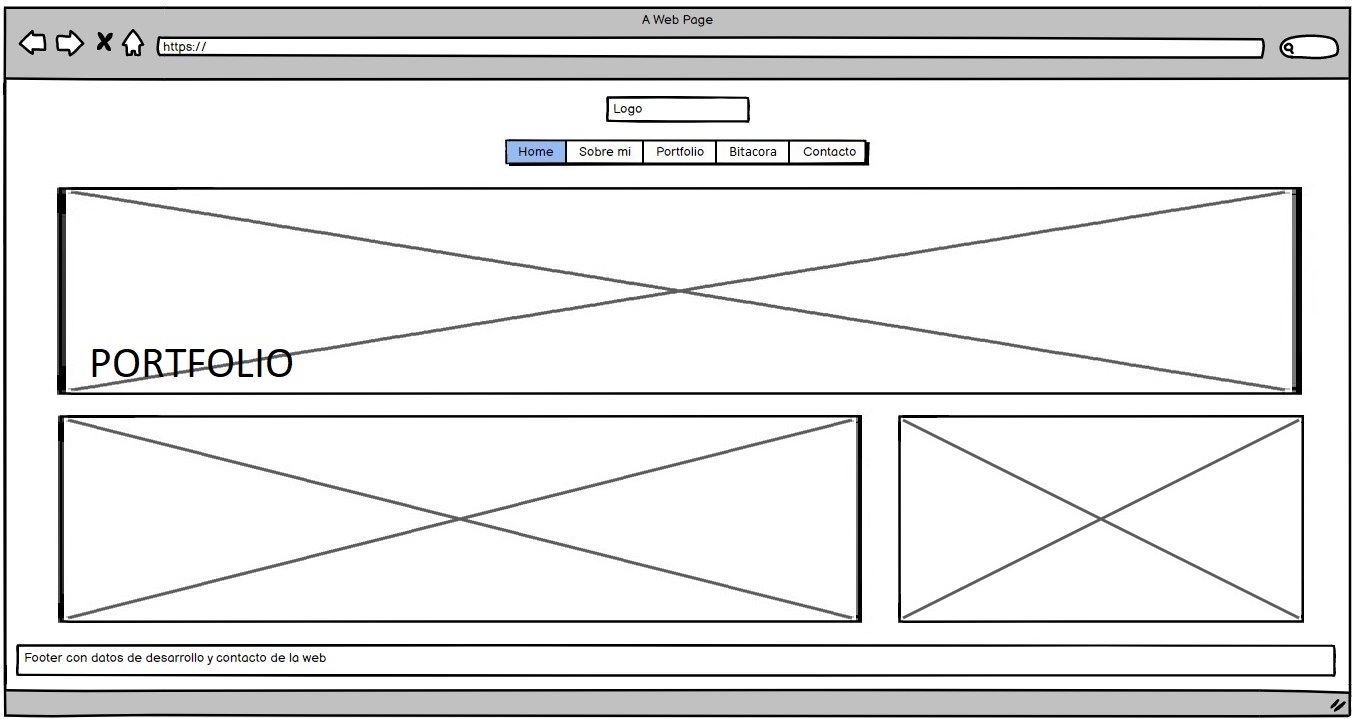 A Web Page
https://
Logo
Home Sobre mi Portfolio Bitacora Contacto
PORTFOLIO
Footer con datos de desarrollo y contacto de la web